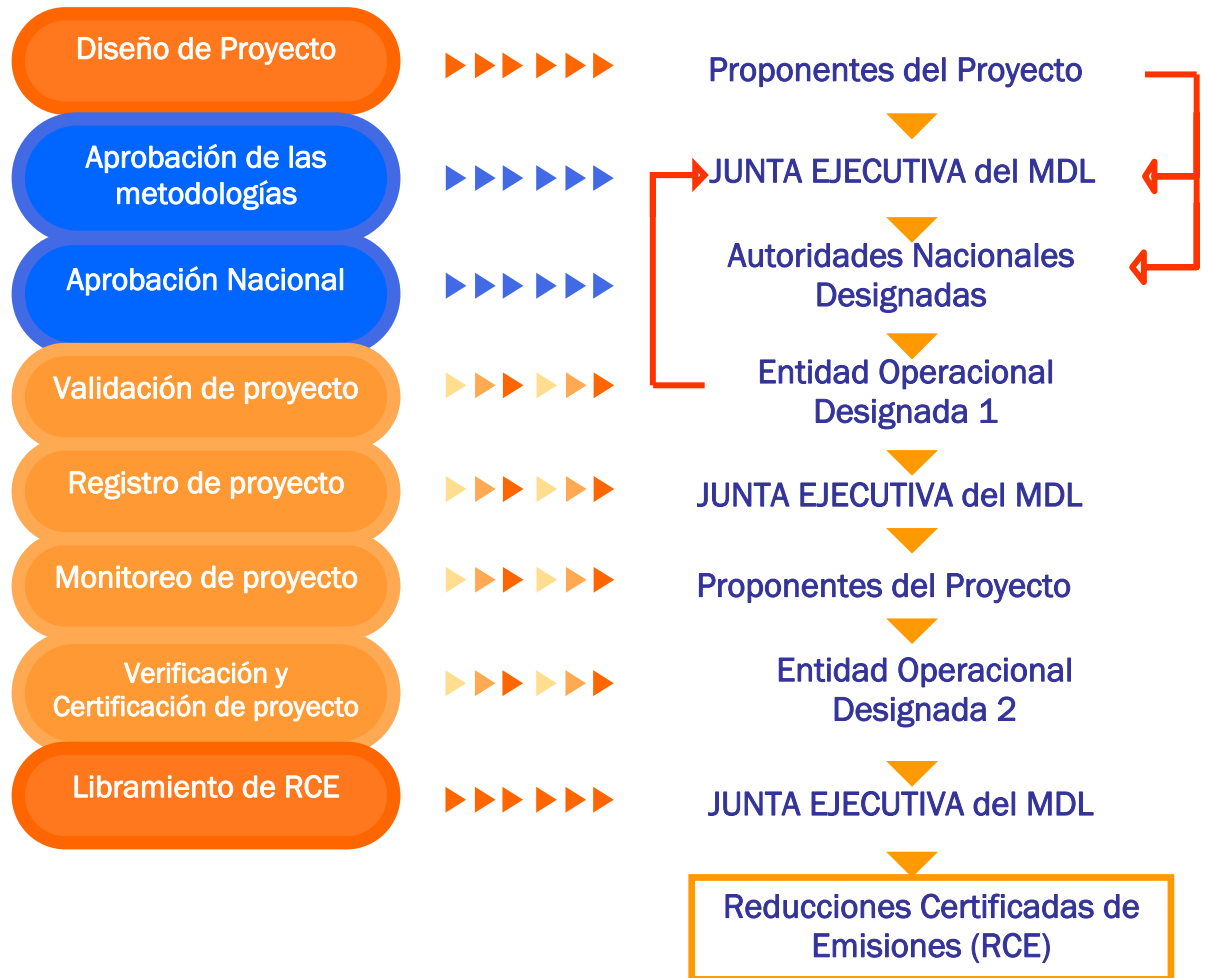 Diseño de Proyecto
Proponentes del Proyecto
Aprobación de las
metodologías
JUNTA EJECUTIVA del MDL
Aprobación Nacional
Autoridades Nacionales
Designadas
Validación de proyecto
Entidad Operacional
Designada 1
Registro de proyecto
JUNTA EJECUTIVA del MDL
Monitoreo de proyecto
Proponentes del Proyecto
Verificación y
Certificación de proyecto
Entidad Operacional
Designada 2
Libramiento de RCE
JUNTA EJECUTIVA del MDL
Reducciones Certificadas de
Emisiones (RCE)